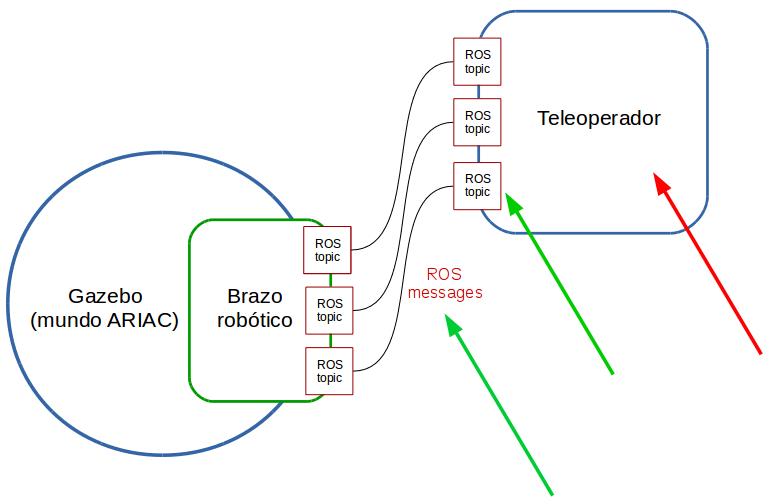 ROS
topic
ROS
topic
Teleoperador
ROS
topic
ROS
topic
ROS
messages
Gazebo
(mundo ARIAC)
Brazo
robótico
ROS
topic
ROS
topic